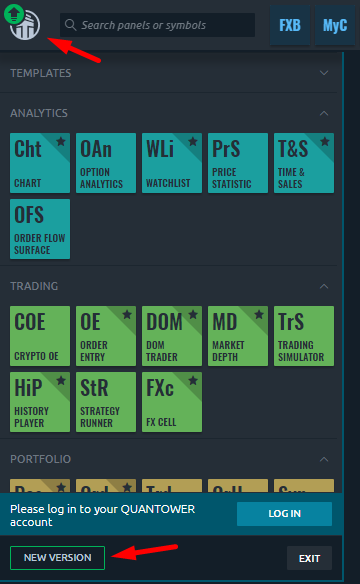 Search panels or symbols
FXB
MyC
TEMPLATES
ANALYTICS
Cht
CHART
OAn
OPTION
ANALYTICS
WLi
WATCHLIST
PrS
PRICE
STATISTIC
T&S
TIME &
SALES
OFS
ORDER FLOW
SURFACE
TRADING
COE
CRYPTO OE
OE
ORDER
ENTRY
DOM
DOM
TRADER
MD
MARKET
DEPTH
TrS
TRADING
SIMULATOR
HiP
HISTORY
PLAYER
StR
STRATEGY
RUNNER
FXc
FX CELL
PORTFOLIO
Please log in to your QUANTOWER
account
LOG IN
NEW VERSION
EXIT